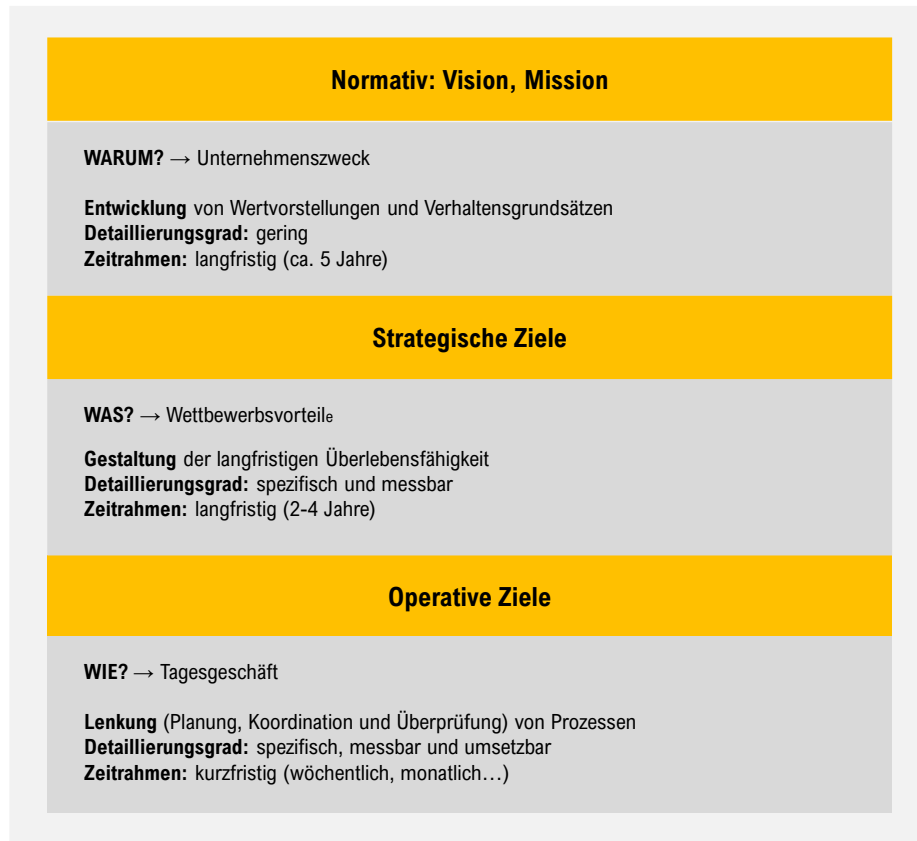 Normativ: Vision, Mission
WARUM? → Unternehmenszweck
Entwicklung von Wertvorstellungen und Verhaltensgrundsätzen
Detaillierungsgrad: gering
Zeitrahmen: langfristig (ca. 5 Jahre)
Strategische Ziele
WAS? → Wettbewerbsvorteile
Gestaltung der langfristigen Überlebensfähigkeit
Detaillierungsgrad: spezifisch und messbar
Zeitrahmen: langfristig (2-4 Jahre)
Operative Ziele
WIE? → Tagesgeschäft
Lenkung (Planung, Koordination und Überprüfung) von Prozessen
Detaillierungsgrad: spezifisch, messbar und umsetzbar
Zeitrahmen: kurzfristig (wöchentlich, monatlich…)